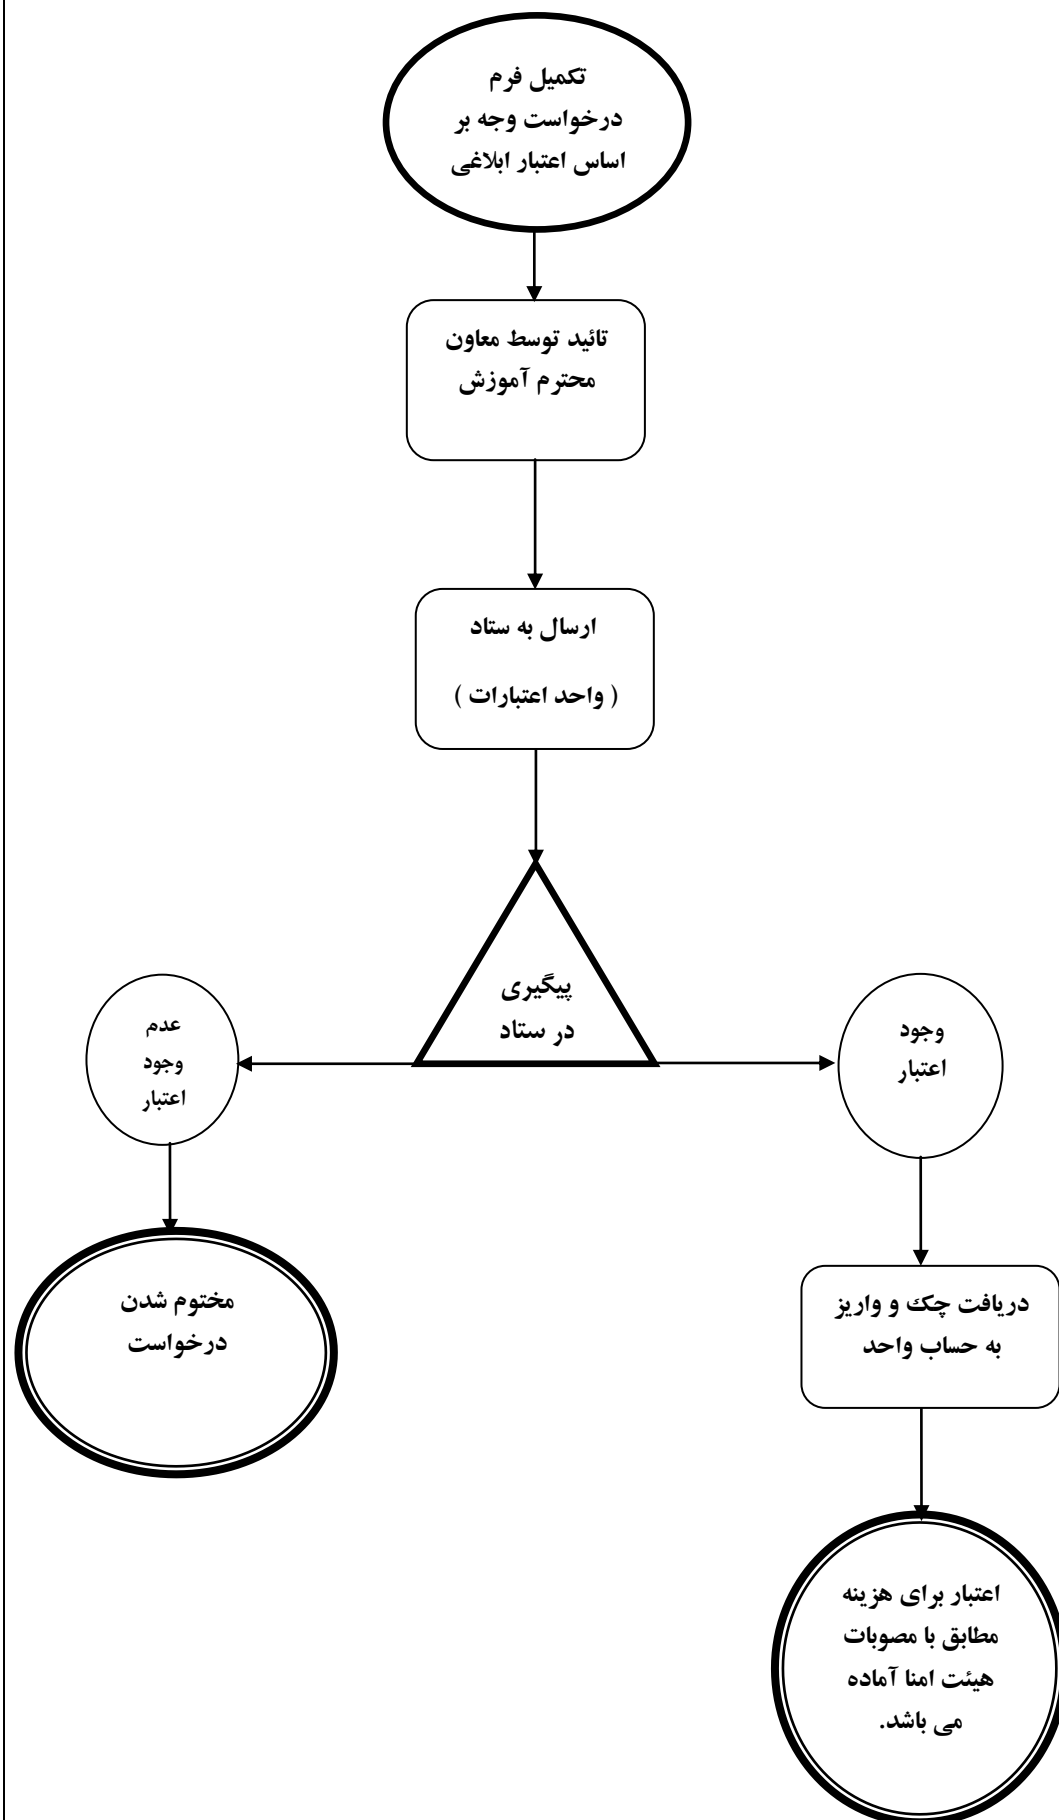 تکمیل فرم
درخواست وجه بر
اساس اعتبار ابلاغی
تائید توسط معاون
محترم آموزش
ارسال به ستاد
( واحد اعتبارات )
پیگیری
در ستاد
وجود
اعتبار
عدم
وجود
اعتبار
دریافت چک و واریز
به حساب واحد
مختوم شدن
درخواست
اعتبار برای هزینه
مطابق با مصوبات
هیئت امنا آماده
می باشد.